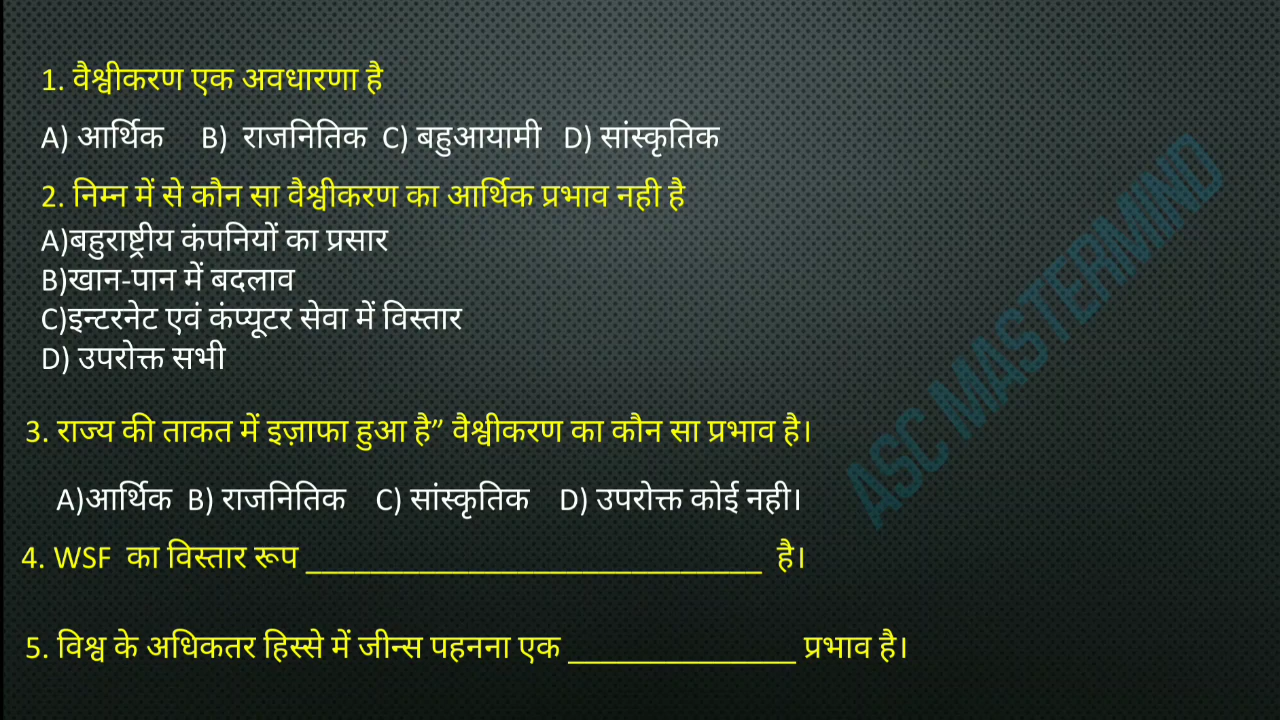 1. वैश्वीकरण एक अवधारणा है
A) आर्थिक B) राजनितिक C) बहुआयामी D) सांस्कृतिक
2. निम्न में से कौन सा वैश्वीकरण का आर्थिक प्रभाव नही है
A)बहुराष्ट्रीय कंपनियों का प्रसार
B)खान-पान में बदलाव
C)इन्टरनेट एवं कंप्यूटर सेवा में विस्तार
D) उपरोक्त सभी
3. राज्य की ताकत में इज़ाफा हुआ है” वैश्वीकरण का कौन सा प्रभाव है।
A)आर्थिक B) राजनितिक C) सांस्कृतिक D) उपरोक्त कोई नही।
4. WSF का विस्तार रूप ____________________________ है।
5. विश्व के अधिकतर हिस्से में जीन्स पहनना एक ______________ प्रभाव है।
ASC MASTERMIND